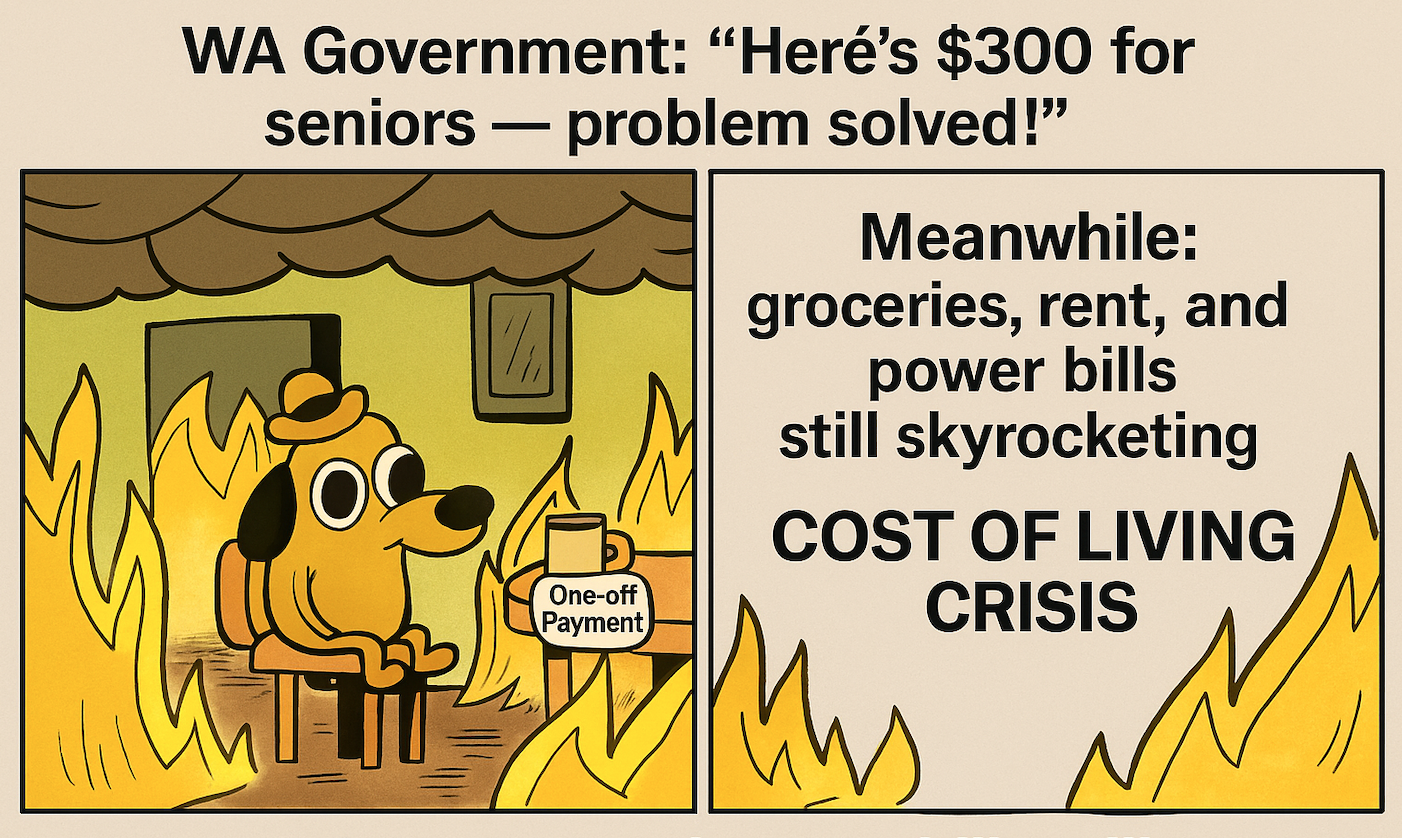 WA Government: “Heré’s $300 for
seniors — problem solved!”
One-off
Payment
Meanwhile:
groceries, rent, and
power bills
still skyrocketing
COST OF LIVING
CRISIS